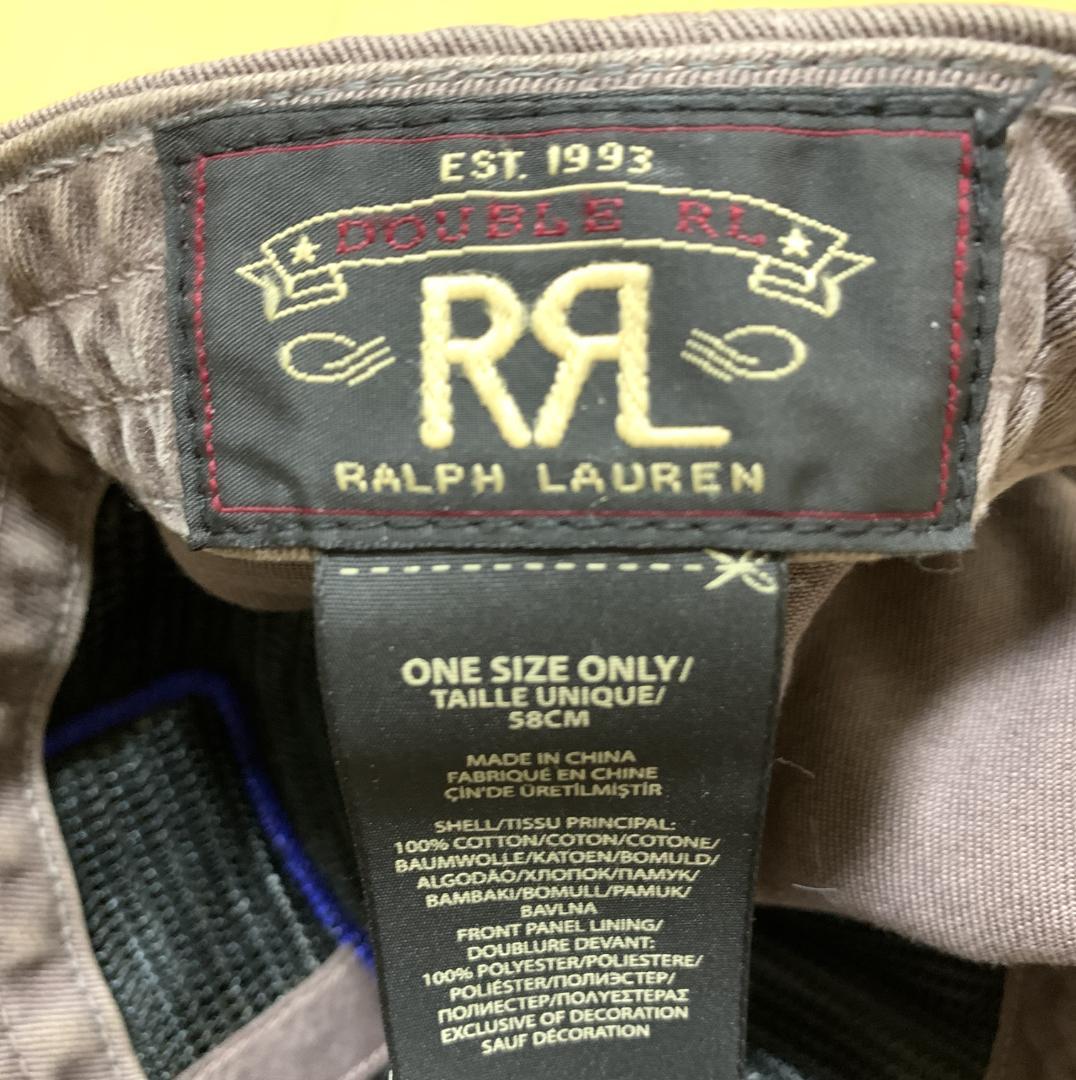 EST. 1993
DOUBLE RL
RRL
RALPH LAUREN
ONE SIZE ONLY/
TAILLE UNIQUE/
58CM
MADE IN CHINA
FABRIQUÉ EN CHINE
ÇİN'DE ÜRETİLMİŞTİR
SHELL/TISSU PRINCIPAL:
100% COTTON/COTON/COTONE/
BAUMWOLLE/KATOEN/BOMULD/
ALGODÃO/ХЛОПОК/ПАМУК/
BAMBAKI/BOMULL/PAMUK/
BAVLNA
FRONT PANEL LINING/
DOUBLURE DEVANT:
100% POLYESTER/POLIESTERE/
POLIÉSTER/ПОЛИЭСТЕР/
ПОЛИЕСТЕР/ΠΟΛΥΕΣΤΕΡΑΣ
EXCLUSIVE OF DECORATION
SAUF DÉCORATION